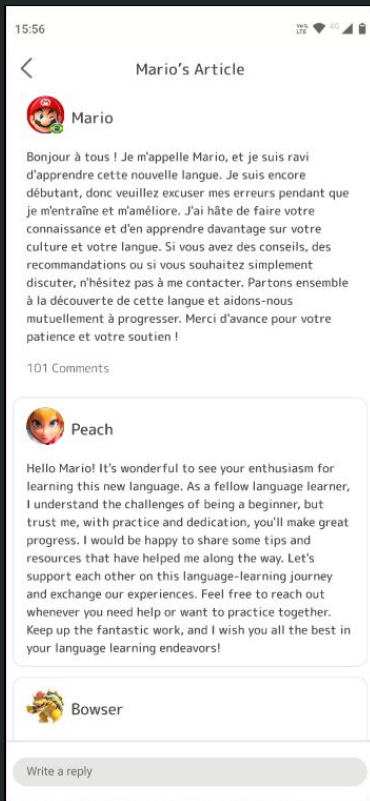 15:56
VoLTE 4G
Mario's Article
Mario
Bonjour à tous ! Je m'appelle Mario, et je suis ravi
d'apprendre cette nouvelle langue. Je suis encore
débutant, donc veuillez excuser mes erreurs pendant que
je m'entraîne et m'améliore. J'ai hâte de faire votre
connaissance et d'en apprendre davantage sur votre
culture et votre langue. Si vous avez des conseils, des
recommandations ou si vous souhaitez simplement
discuter, n'hésitez pas à me contacter. Partons ensemble
à la découverte de cette langue et aidons-nous
mutuellement à progresser. Merci d'avance pour votre
patience et votre soutien !
101 Comments
Peach
Hello Mario! It's wonderful to see your enthusiasm for
learning this new language. As a fellow language learner,
I understand the challenges of being a beginner, but
trust me, with practice and dedication, you'll make great
progress. I would be happy to share some tips and
resources that have helped me along the way. Let's
support each other on this language-learning journey
and exchange our experiences. Feel free to reach out
whenever you need help or want to practice together.
Keep up the fantastic work, and I wish you all the best in
your language learning endeavors!
Bowser
Write a reply